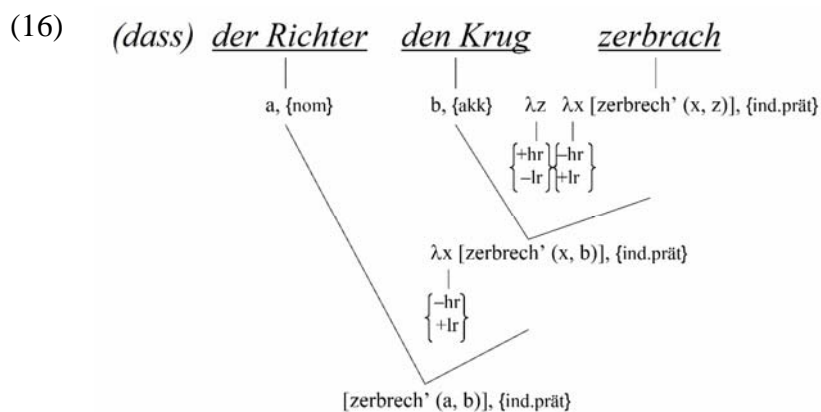 (16) (dass) der Richter den Krug zerbrach
a, {nom} b, {akk} λz λx [zerbrech’ (x, z)], {ind.prät}
{+hr –lr} {–hr +lr}
λx [zerbrech’ (x, b)], {ind.prät}
{–hr +lr}
[zerbrech’ (a, b)], {ind.prät}